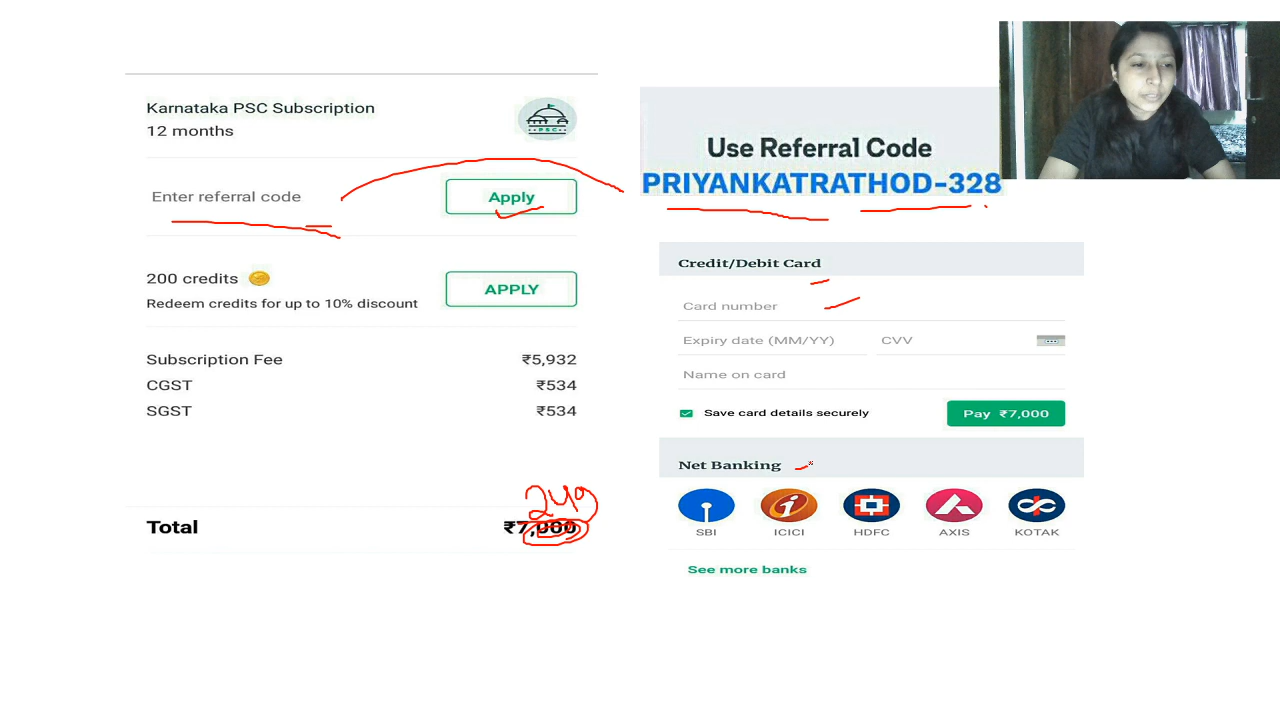 Karnataka PSC Subscription
12 months
PSC
Enter referral code
Apply
200 credits
Redeem credits for up to 10% discount
APPLY
Subscription Fee ₹5,932
CGST ₹534
SGST ₹534
249
Total ₹7,000
Use Referral Code
PRIYANKATRATHOD-328
Credit/Debit Card
Card number
Expiry date (MM/YY) CVV
Name on card
Save card details securely
Pay ₹7,000
Net Banking
SBI ICICI HDFC AXIS KOTAK
See more banks